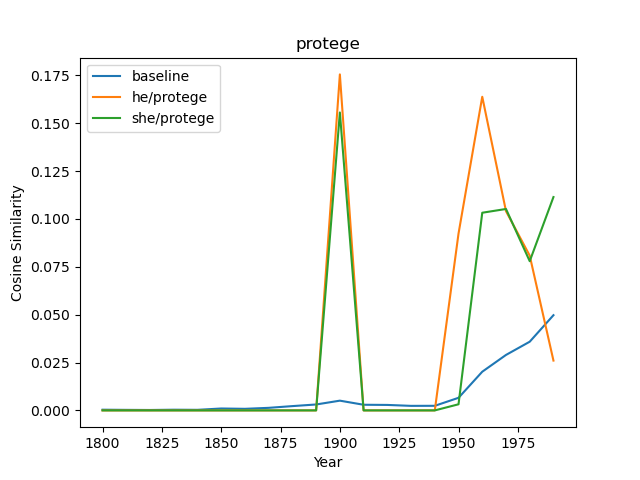 protege
baseline
he/protege
she/protege
0.175
0.150
0.125
0.100
0.075
0.050
0.025
0.000
Cosine Similarity
1800 1825 1850 1875 1900 1925 1950 1975
Year